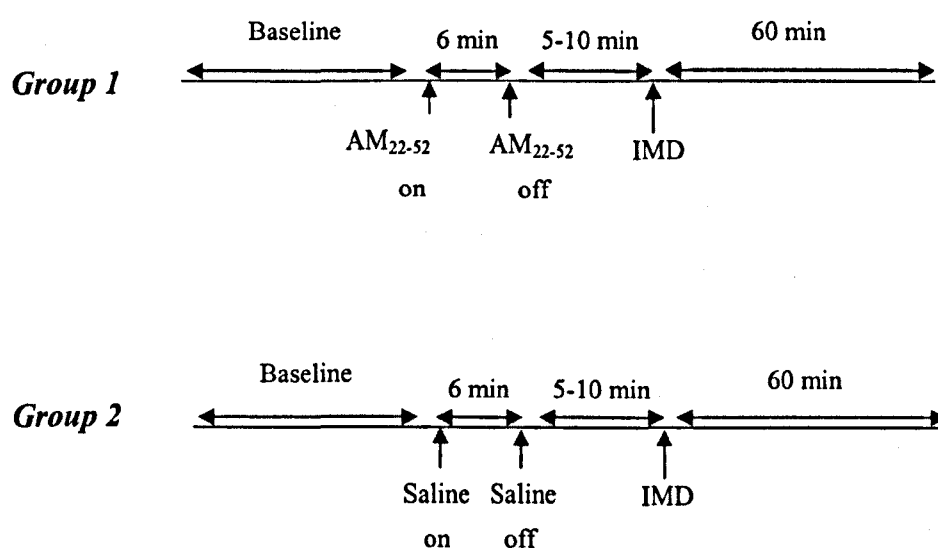 Baseline 6 min 5-10 min 60 min
Group 1
AM22-52 AM22-52 IMD
on off
Baseline 6 min 5-10 min 60 min
Group 2
Saline Saline IMD
on off